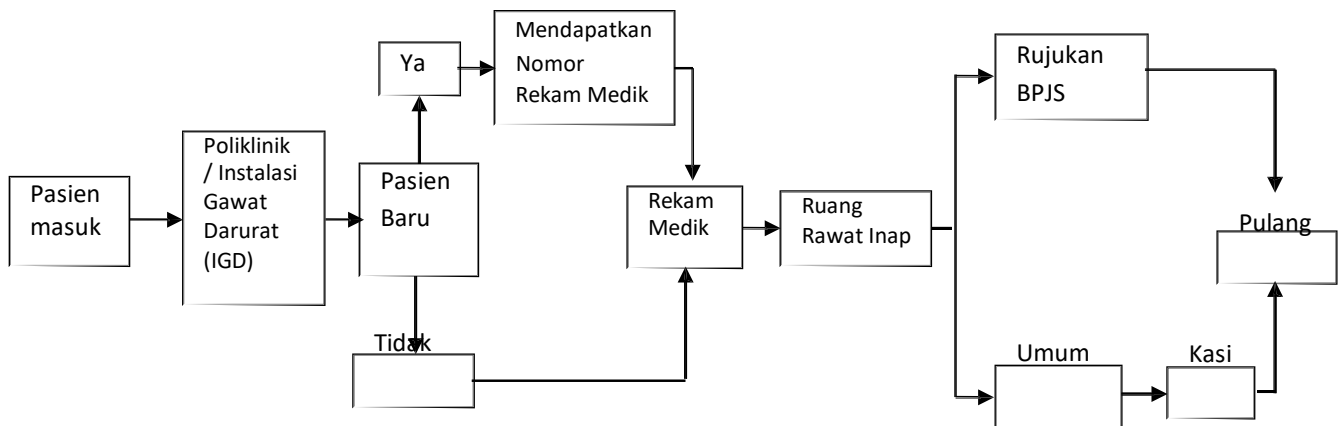 Pasien
masuk
Poliklinik
/ Instalasi
Gawat
Darurat
(IGD)
Pasien
Baru
Ya
Mendapatkan
Nomor
Rekam Medik
Tidak
Rekam
Medik
Ruang
Rawat Inap
Rujukan
BPJS
Umum
Kasi
Pulang